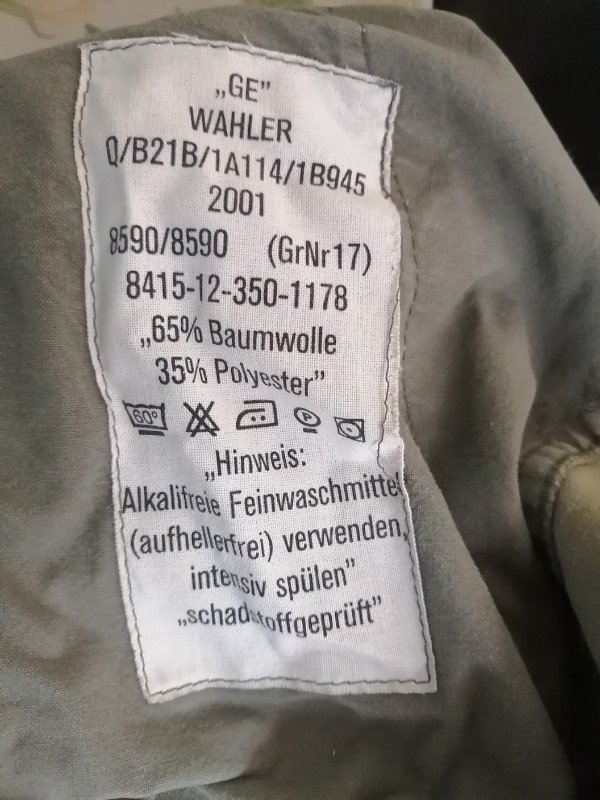 „GE”
WAHLER
Q/B21B/1A114/1B945
2001
8590/8590 (GrNr17)
8415-12-350-1178
„65% Baumwolle
35% Polyester”
60° P
„Hinweis:
Alkalifreie Feinwaschmittel
(aufhellerfrei) verwenden,
intensiv spülen”
„schadstoffgeprüft”